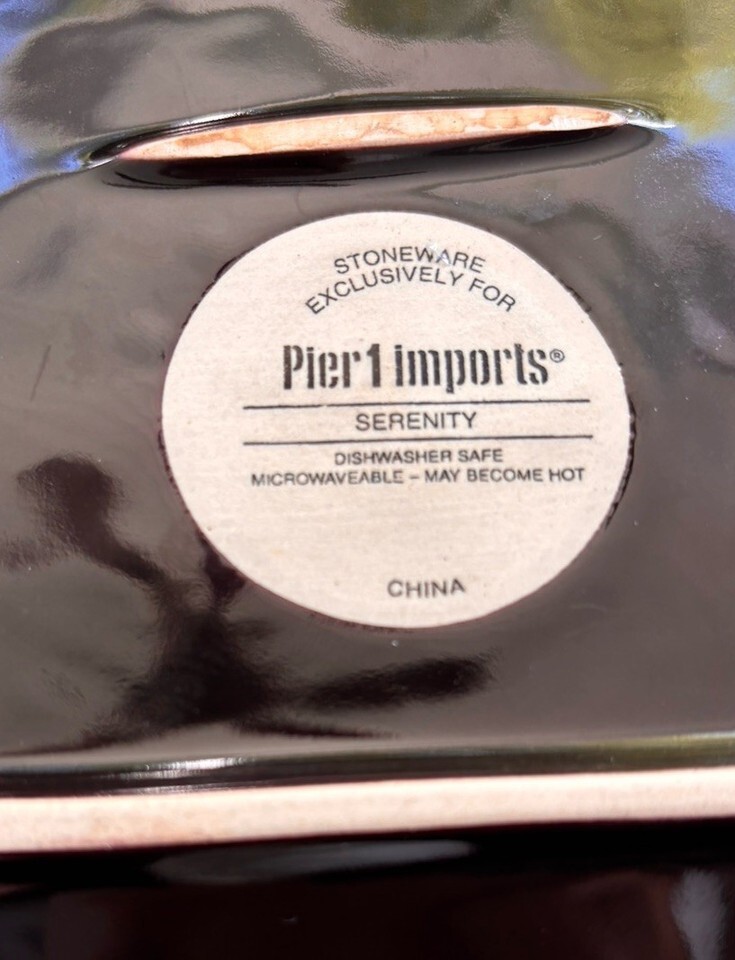 STONEWARE
EXCLUSIVELY FOR
Pier1 imports®
SERENITY
DISHWASHER SAFE
MICROWAVEABLE – MAY BECOME HOT
CHINA